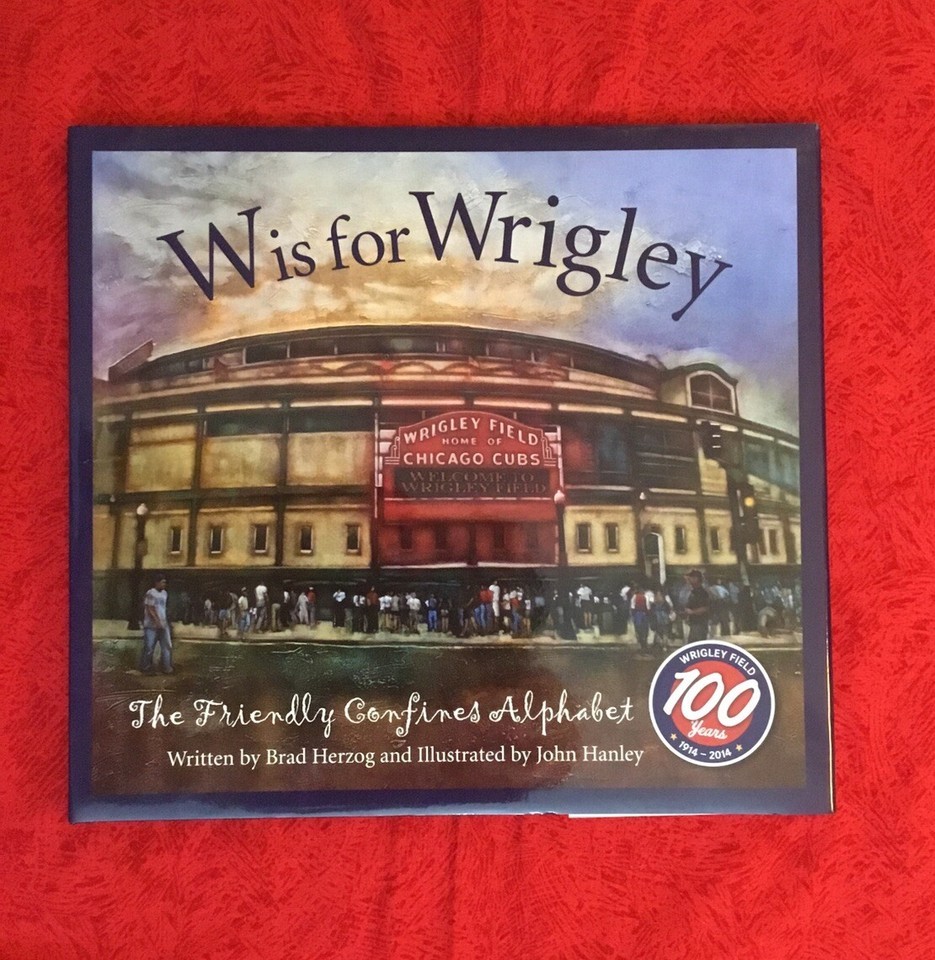 W is for Wrigley
WRIGLEY FIELD
HOME OF
CHICAGO CUBS
WELCOME TO
WRIGLEY FIELD
The Friendly Confines Alphabet
Written by Brad Herzog and Illustrated by John Hanley
WRIGLEY FIELD
100
Years
1914 – 2014